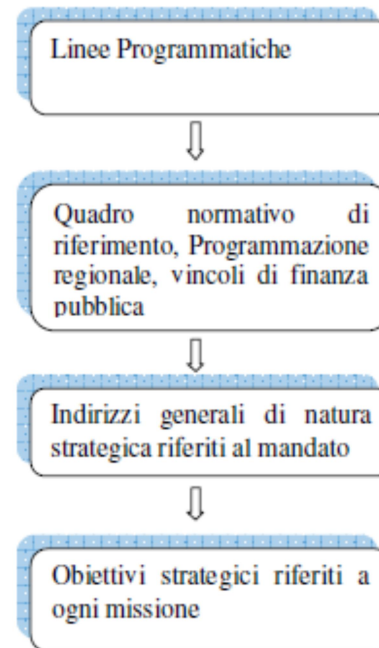 Linee Programmatiche
Quadro normativo di
riferimento, Programmazione
regionale, vincoli di finanza
pubblica
Indirizzi generali di natura
strategica riferiti al mandato
Obiettivi strategici riferiti a
ogni missione